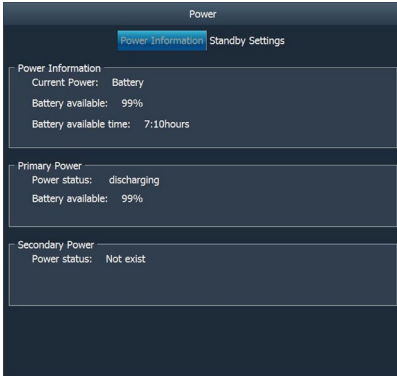 Power
Power Information Standby Settings
Power Information
Current Power: Battery
Battery available: 99%
Battery available time: 7:10hours
Primary Power
Power status: discharging
Battery available: 99%
Secondary Power
Power status: Not exist